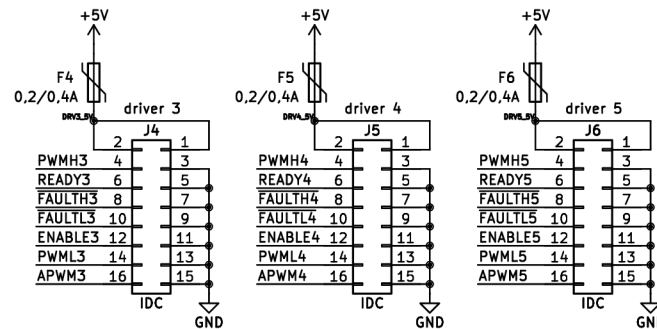 +5V +5V +5V
F4 F5 F6
0,2/0,4A 0,2/0,4A 0,2/0,4A
driver 3 driver 4 driver 5
DRV3_5V DRV4_5V DRV5_5V
J4 J5 J6
2 1 2 1 2 1
PWMH3 4 3 PWMH4 4 3 PWMH5 4 3
READY3 6 5 READY4 6 5 READY5 6 5
FAULTH3 8 7 FAULTH4 8 7 FAULTH5 8 7
FAULTL3 10 9 FAULTL4 10 9 FAULTL5 10 9
ENABLE3 12 11 ENABLE4 12 11 ENABLE5 12 11
PWML3 14 13 PWML4 14 13 PWML5 14 13
APWM3 16 15 APWM4 16 15 APWM5 16 15
IDC IDC IDC
GND GND GND